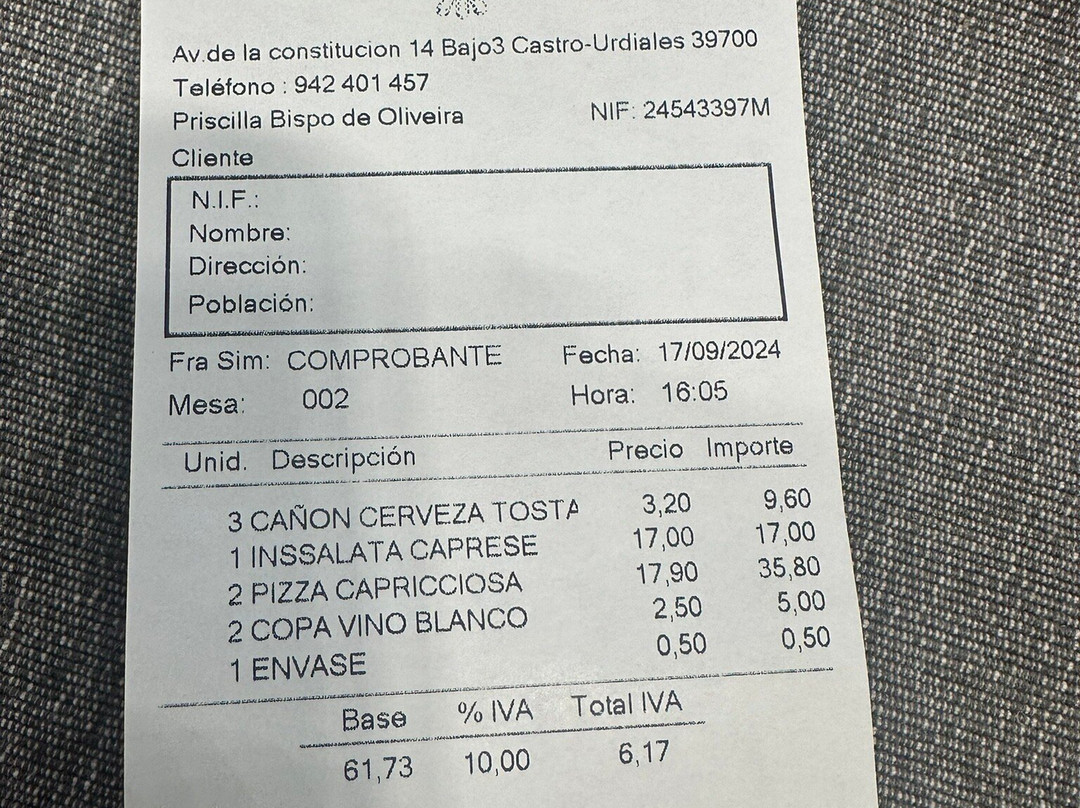 Av.de la constitucion 14 Bajo3 Castro-Urdiales 39700
Teléfono : 942 401 457
Priscilla Bispo de Oliveira NIF: 24543397M
Cliente
N.I.F.:
Nombre:
Dirección:
Población:
Fra Sim: COMPROBANTE Fecha: 17/09/2024
Mesa: 002 Hora: 16:05
Unid. Descripción Precio Importe
3 CAÑON CERVEZA TOSTA 3,20 9,60
1 INSSALATA CAPRESE 17,00 17,00
2 PIZZA CAPRICCIOSA 17,90 35,80
2 COPA VINO BLANCO 2,50 5,00
1 ENVASE 0,50 0,50
Base % IVA Total IVA
61,73 10,00 6,17